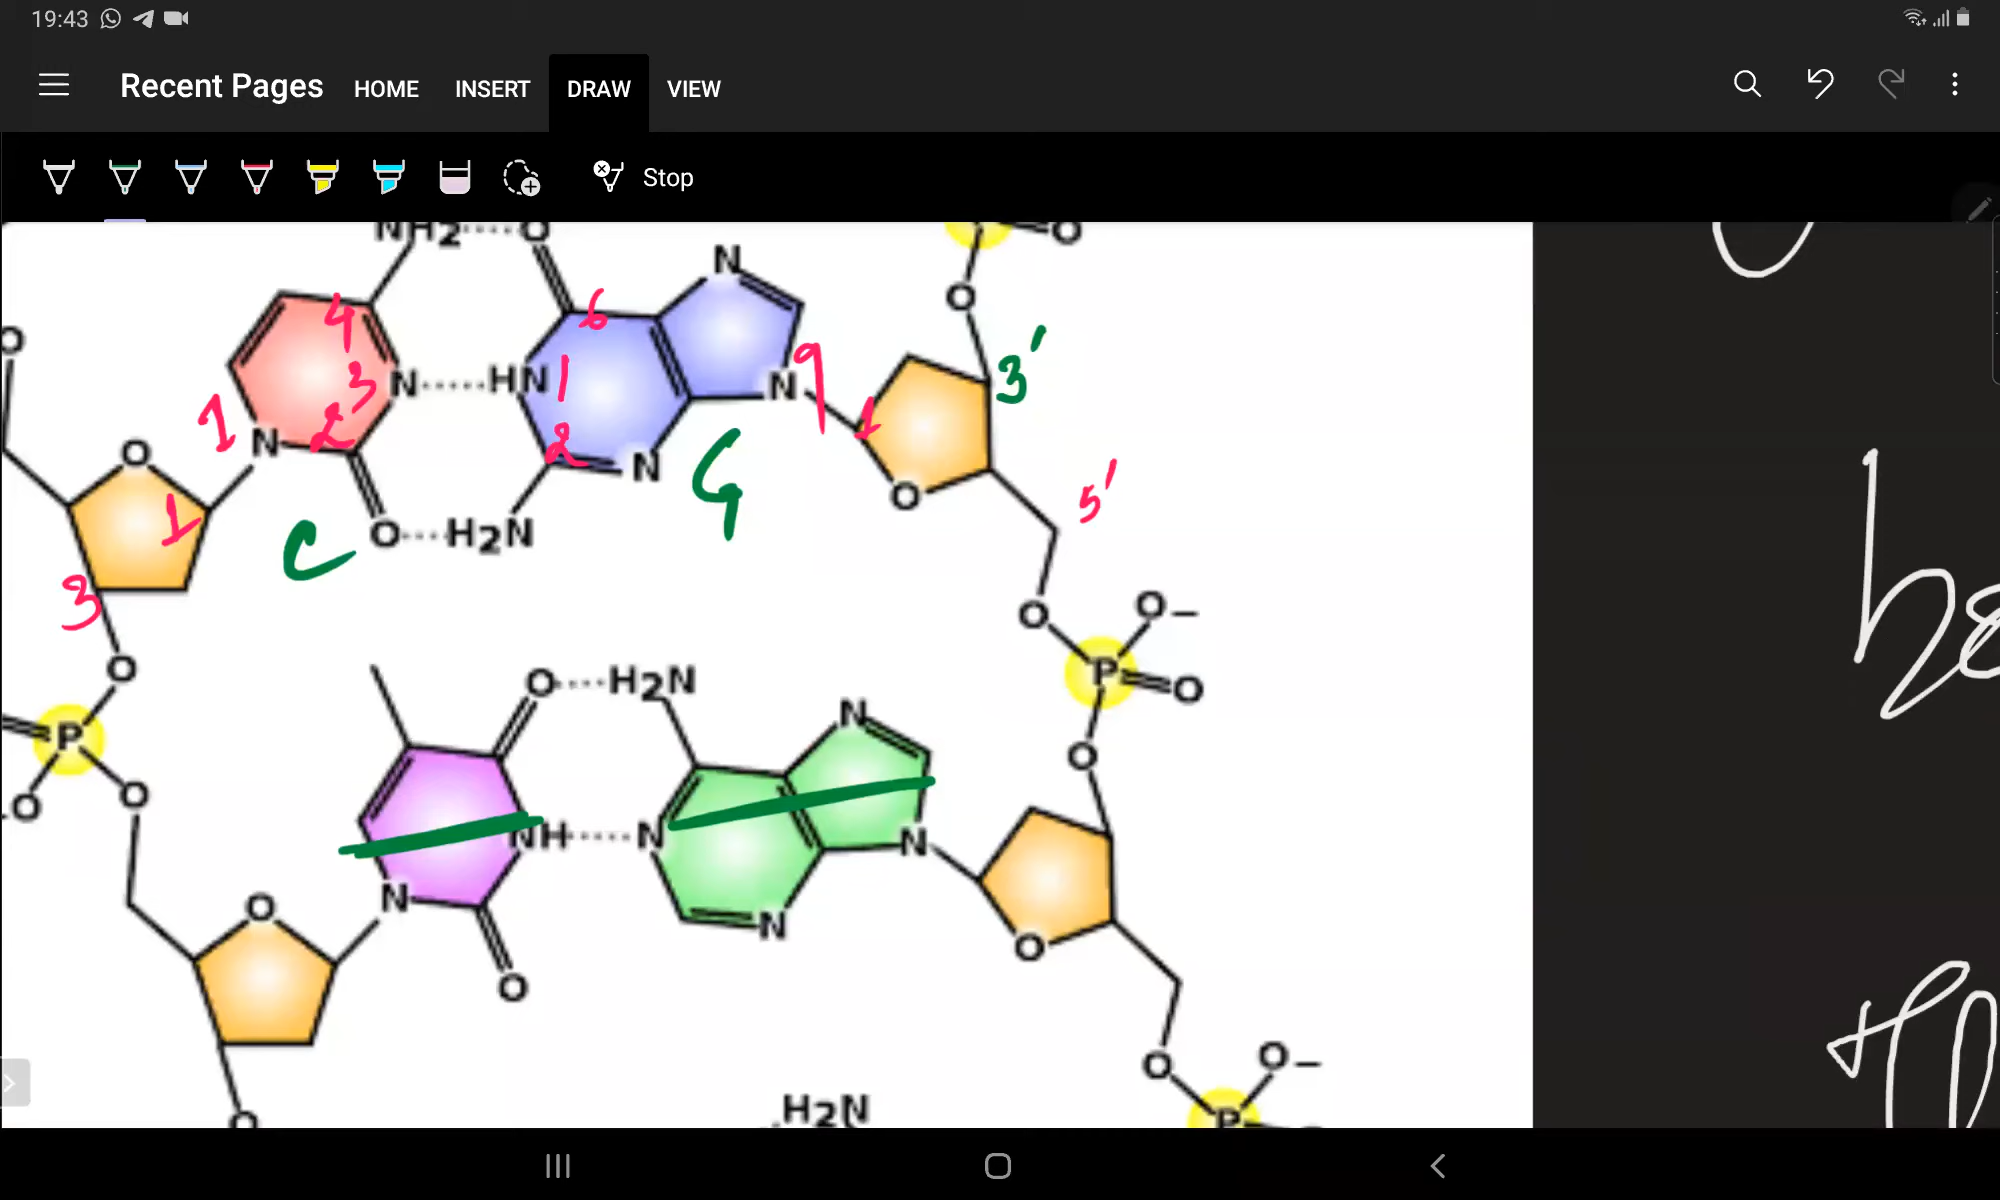 19:43
Recent Pages HOME INSERT DRAW VIEW
Stop
NH2 O
N
O
O
O
4
6
3'
3 N HN 1
N 9
1
1
N 2
2 N
O
G
O
5'
1
C
O H2N
3
O O–
O
P O
O H2N
N
P
O
O
O
NH N
N
N
N
O
O
O
O
O O–
H2N
P
O